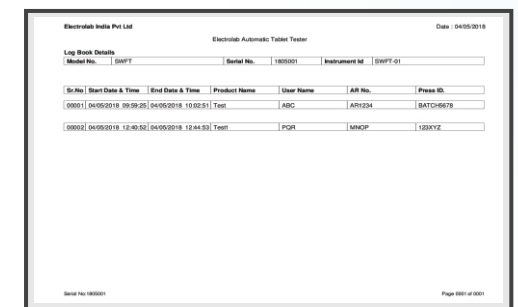 Electrolab India Pvt Ltd Date : 04/05/2018
Electrolab Automatic Tablet Tester
Log Book Details
Model No. SWFT Serial No. 1805001 Instrument Id SWFT-01
Sr.No Start Date & Time End Date & Time Product Name User Name AR No. Press ID.
00001 04/05/2018 09:59:25 04/05/2018 10:02:51 Test ABC AR1234 BATCH5678
00002 04/05/2018 12:40:52 04/05/2018 12:44:53 Test1 PQR MNOP 123XYZ
Serial No:1805001 Page 0001 of 0001